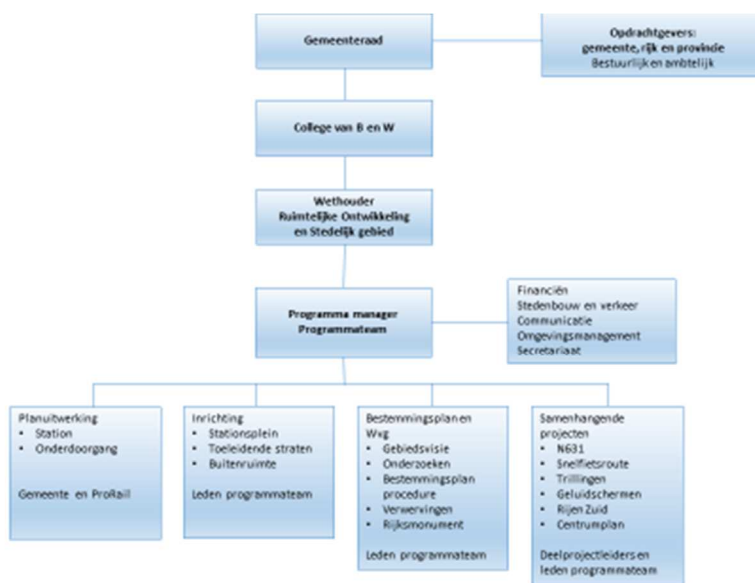 Gemeenteraad
Opdrachtgevers:
gemeente, rijk en provincie
Bestuurlijk en ambtelijk
College van B en W
Wethouder
Ruimtelijke Ontwikkeling
en Stedelijk gebied
Programma manager
Programmateam
Financiën
Stedenbouw en verkeer
Communicatie
Omgevingsmanagement
Secretariaat
Planuitwerking
• Station
• Onderdoorgang
Gemeente en ProRail
Inrichting
• Stationsplein
• Toeleidende straten
• Buitenruimte
Leden programmateam
Bestemmingsplan en
Wvg
• Gebiedsvisie
• Onderzoeken
• Bestemmingsplan
procedure
• Verwervingen
• Rijksmonument
Leden programmateam
Samenhangende
projecten
• N631
• Snelfietsroute
• Trillingen
• Geluidschermen
• Rijen Zuid
• Centrumplan
Deelprojectleiders en
leden programmateam